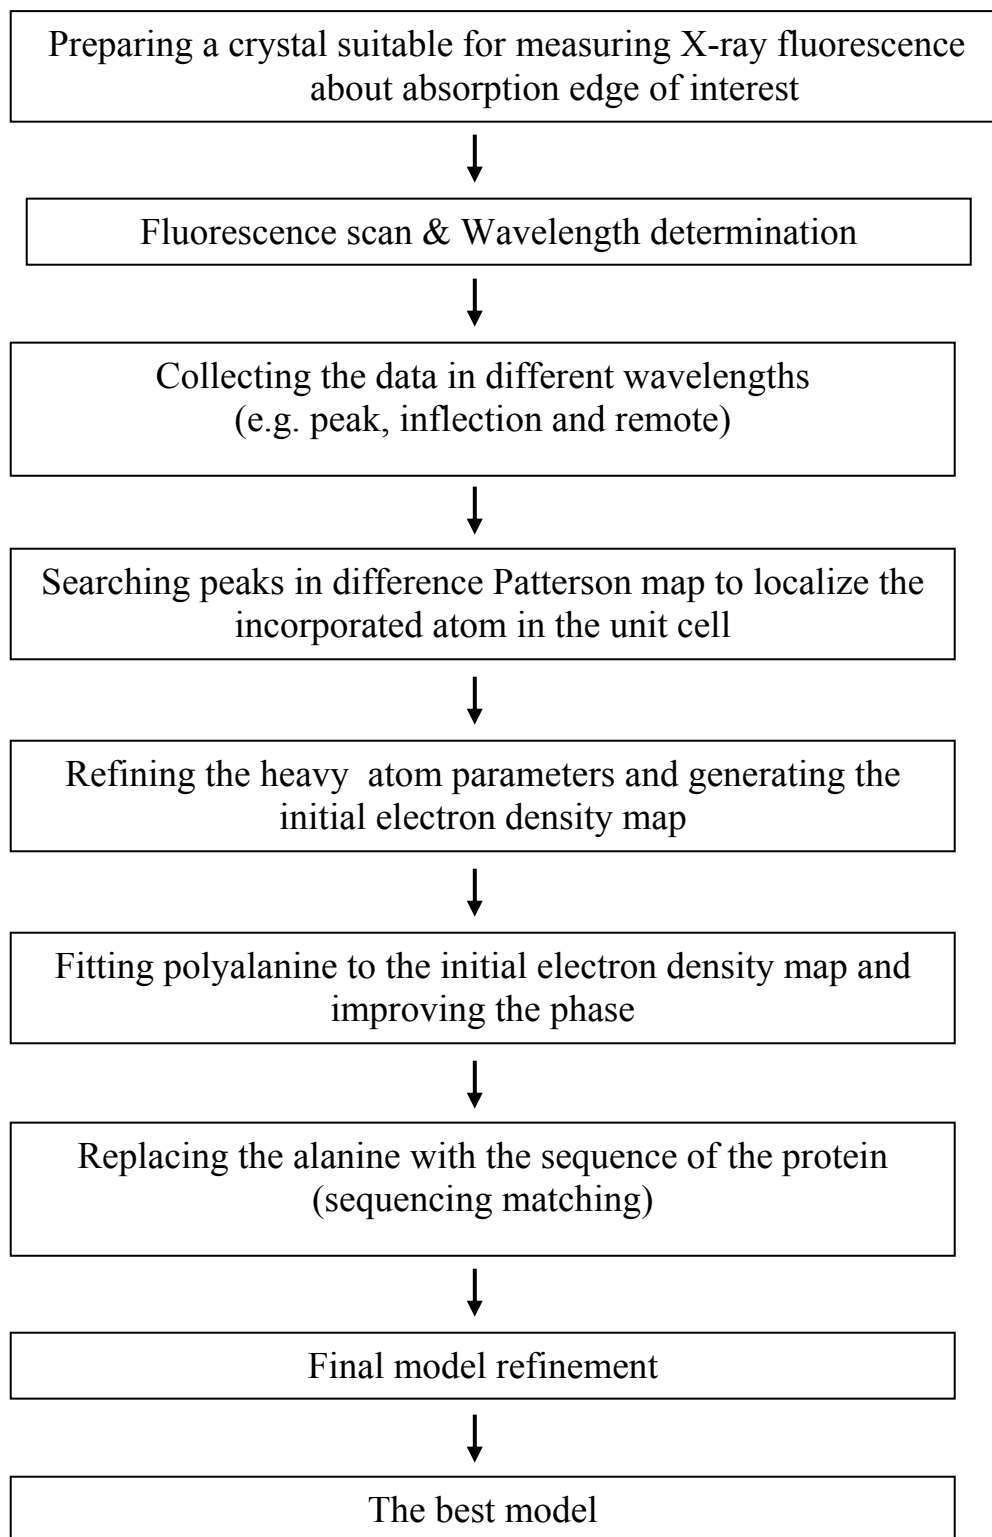 Preparing a crystal suitable for measuring X-ray fluorescence
about absorption edge of interest
Fluorescence scan & Wavelength determination
Collecting the data in different wavelengths
(e.g. peak, inflection and remote)
Searching peaks in difference Patterson map to localize the
incorporated atom in the unit cell
Refining the heavy atom parameters and generating the
initial electron density map
Fitting polyalanine to the initial electron density map and
improving the phase
Replacing the alanine with the sequence of the protein
(sequencing matching)
Final model refinement
The best model